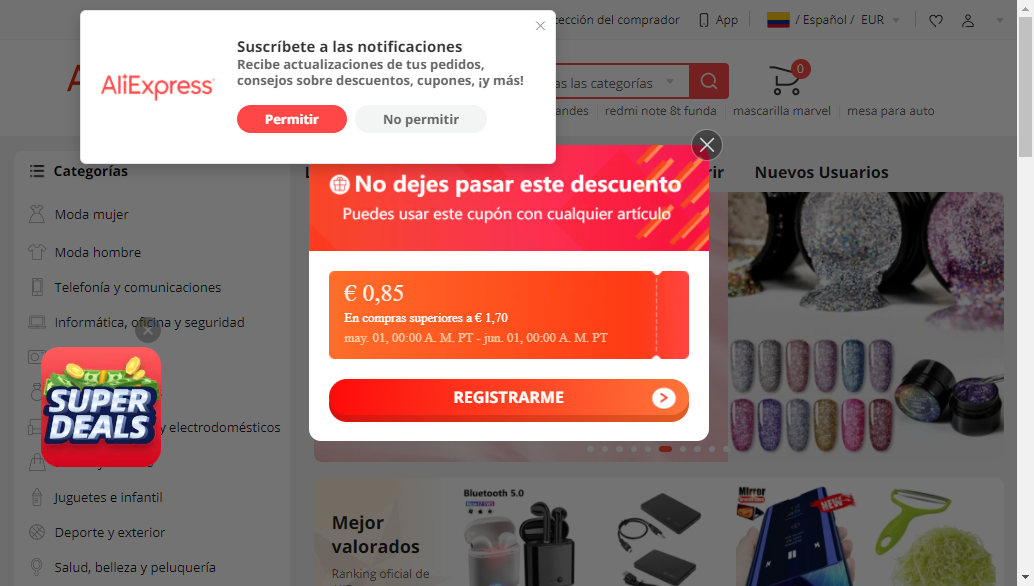 Suscríbete a las notificaciones
Recibe actualizaciones de tus pedidos,
consejos sobre descuentos, cupones, ¡y más!
AliExpress
Permitir
No permitir
tección del comprador
App
/ Español / EUR
A
as las categorías
0
andes
redmi note 8t funda
mascarilla marvel
mesa para auto
Categorías
Nuevos Usuarios
Moda mujer
Moda hombre
Telefonía y comunicaciones
Informática, oficina y seguridad
y electrodomésticos
Juguetes e infantil
Deporte y exterior
Salud, belleza y peluquería
SUPER
DEALS
No dejes pasar este descuento
Puedes usar este cupón con cualquier artículo
€ 0,85
En compras superiores a € 1,70
may. 01, 00:00 A. M. PT - jun. 01, 00:00 A. M. PT
REGISTRARME
Mejor
valorados
Ranking oficial de
Bluetooth 5.0
Mirror
NEW